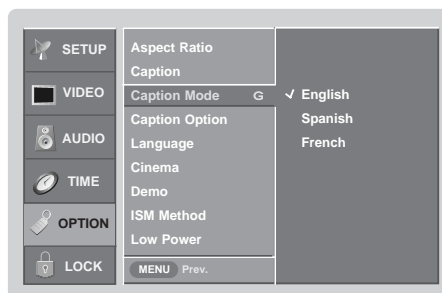 SETUP
VIDEO
AUDIO
TIME
OPTION
LOCK
Aspect Ratio
Caption
Caption Mode G
Caption Option
Language
Cinema
Demo
ISM Method
Low Power
MENU Prev.
✓ English
Spanish
French